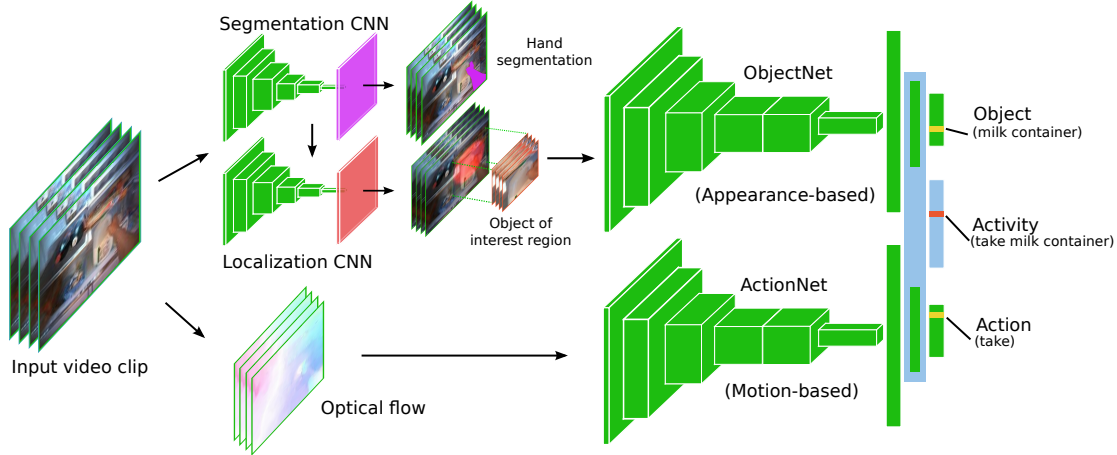 Segmentation CNN
Hand
segmentation
ObjectNet
Object
(milk container)
(Appearance-based)
Object of
interest region
Activity
(take milk container)
Localization CNN
ActionNet
Action
(take)
Input video clip
Optical flow
(Motion-based)